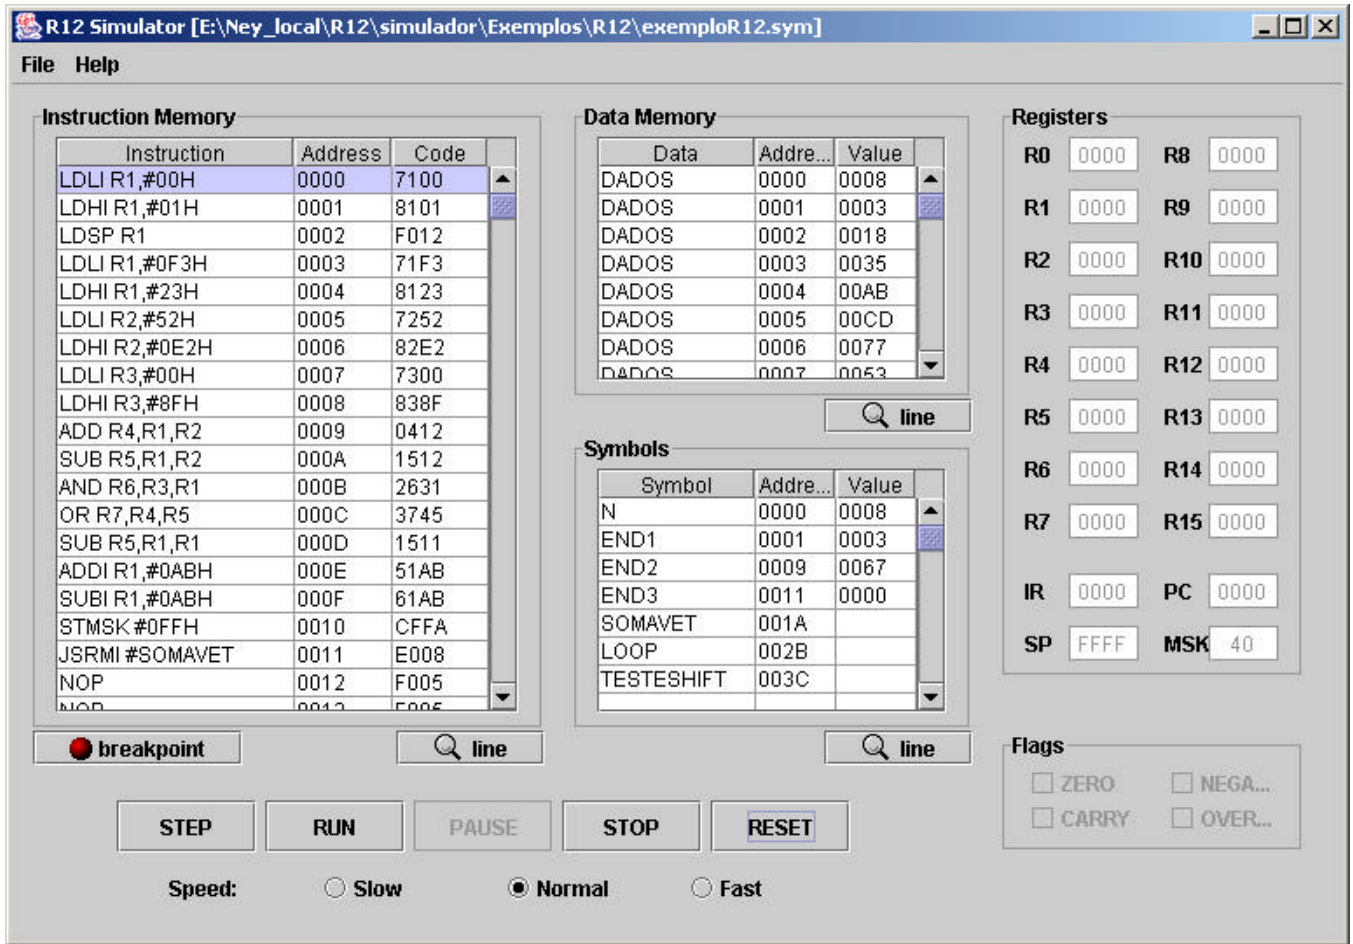 R12 Simulator [E:\Ney_local\R12\simulador\Exemplos\R12\exemploR12.sym]
File Help
Instruction Memory
Instruction Address Code
LDLI R1,#00H 0000 7100
LDHI R1,#01H 0001 8101
LDSP R1 0002 F012
LDLI R1,#0F3H 0003 71F3
LDHI R1,#23H 0004 8123
LDLI R2,#52H 0005 7252
LDHI R2,#0E2H 0006 82E2
LDLI R3,#00H 0007 7300
LDHI R3,#8FH 0008 838F
ADD R4,R1,R2 0009 0412
SUB R5,R1,R2 000A 1512
AND R6,R3,R1 000B 2631
OR R7,R4,R5 000C 3745
SUB R5,R1,R1 000D 1511
ADDI R1,#0ABH 000E 51AB
SUBI R1,#0ABH 000F 61AB
STMSK #0FFH 0010 CFFA
JSRMI #SOMAVET 0011 E008
NOP 0012 F005
NOP 0013 F005
breakpoint
line
Data Memory
Data Addre... Value
DADOS 0000 0008
DADOS 0001 0003
DADOS 0002 0018
DADOS 0003 0035
DADOS 0004 00AB
DADOS 0005 00CD
DADOS 0006 0077
DADOS 0007 0053
line
Symbols
Symbol Addre... Value
N 0000 0008
END1 0001 0003
END2 0009 0067
END3 0011 0000
SOMAVET 001A
LOOP 002B
TESTESHIFT 003C
line
Registers
R0 0000 R8 0000
R1 0000 R9 0000
R2 0000 R10 0000
R3 0000 R11 0000
R4 0000 R12 0000
R5 0000 R13 0000
R6 0000 R14 0000
R7 0000 R15 0000
IR 0000 PC 0000
SP FFFF MSK 40
Flags
ZERO NEGA...
CARRY OVER...
STEP RUN PAUSE STOP RESET
Speed: Slow Normal Fast